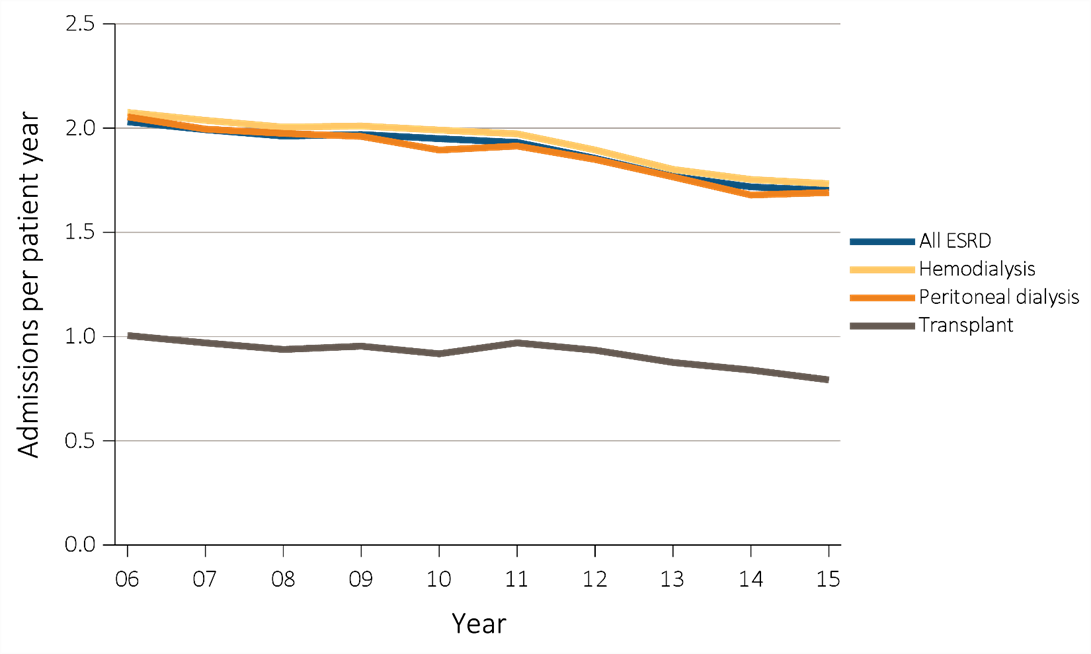 Admissions per patient year
2.5
2.0
1.5
1.0
0.5
0.0
06 07 08 09 10 11 12 13 14 15
Year
All ESRD
Hemodialysis
Peritoneal dialysis
Transplant